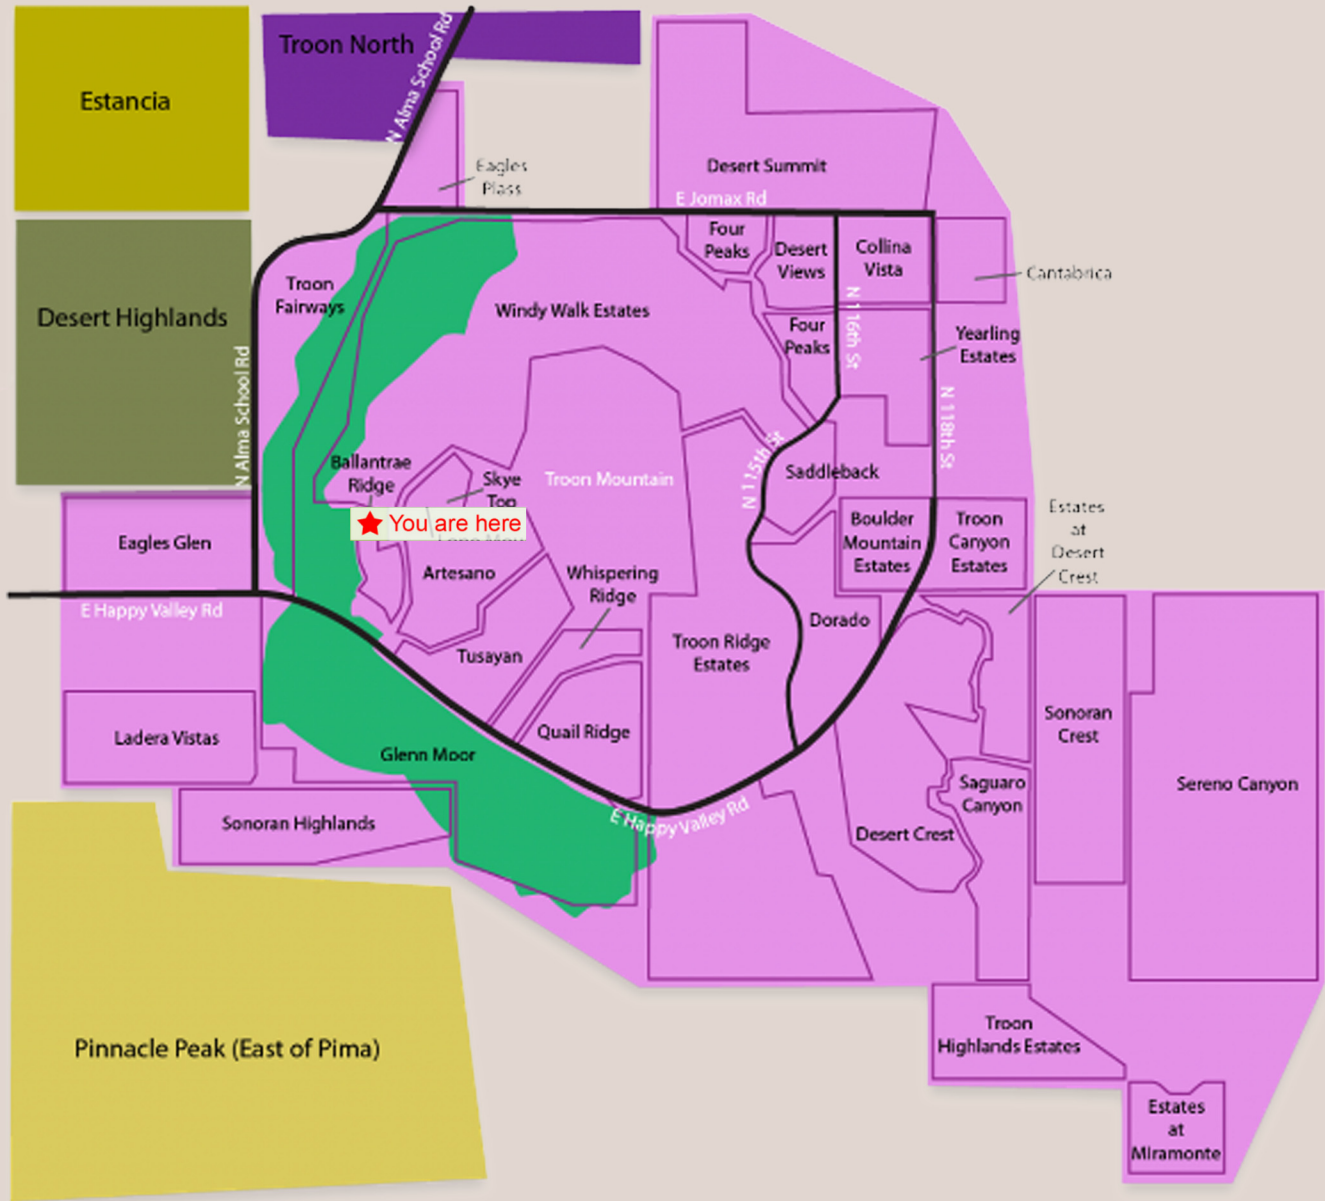 Troon North
N Alma School Rd
Estancia
Eagles
Plass
Desert Summit
E Jomax Rd
Four
Peaks
Desert
Views
Collina
Vista
Cantabrica
Troon
Fairways
Desert Highlands
Windy Walk Estates
N 116th St
Four
Peaks
Yearling
Estates
N Alma School Rd
N 118th St
Ballantrae
Ridge
Skye
Top
Troon Mountain
N 115th St
Saddleback
You are here
Boulder
Mountain
Estates
Troon
Canyon
Estates
Estates
at
Desert
Crest
Eagles Glen
Artesano
Whispering
Ridge
E Happy Valley Rd
Dorado
Troon Ridge
Estates
Tusayan
Ladera Vistas
Glenn Moor
Quail Ridge
Sonoran
Crest
Sereno Canyon
Saguaro
Canyon
Sonoran Highlands
E Happy Valley Rd
Desert Crest
Pinnacle Peak (East of Pima)
Troon
Highlands Estates
Estates
at
Miramonte